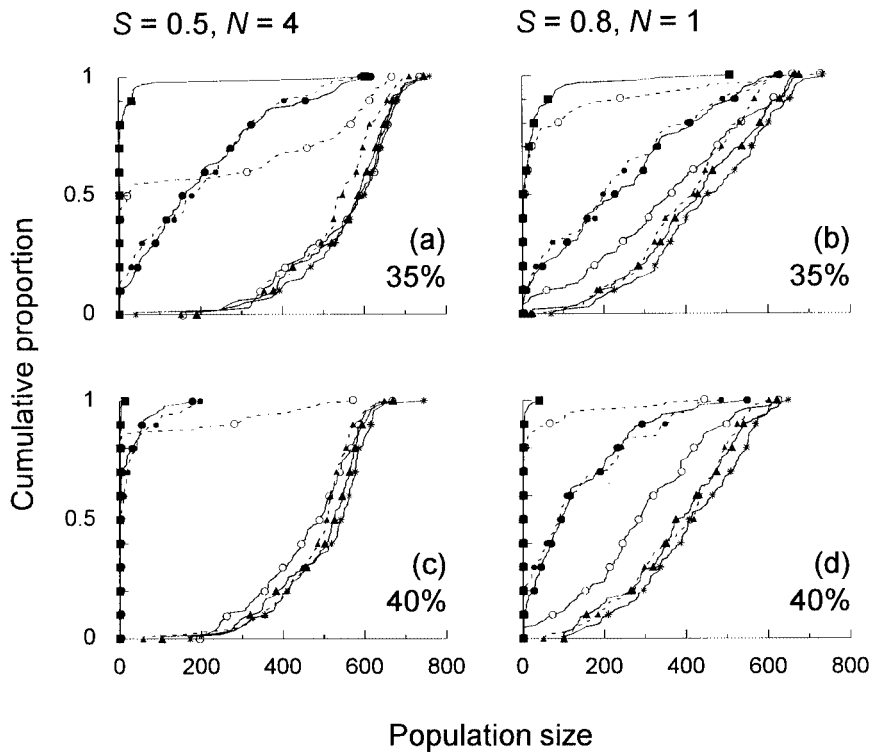 S = 0.5, N = 4
S = 0.8, N = 1
Cumulative proportion
1
0.5
0
(a)
35%
(b)
35%
1
0.5
0
(c)
40%
(d)
40%
0 200 400 600 800
0 200 400 600 800
Population size